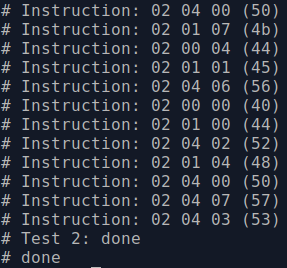 # Instruction: 02 04 00 (50)
# Instruction: 02 01 07 (4b)
# Instruction: 02 00 04 (44)
# Instruction: 02 01 01 (45)
# Instruction: 02 04 06 (56)
# Instruction: 02 00 00 (40)
# Instruction: 02 01 00 (44)
# Instruction: 02 04 02 (52)
# Instruction: 02 01 04 (48)
# Instruction: 02 04 00 (50)
# Instruction: 02 04 07 (57)
# Instruction: 02 04 03 (53)
# Test 2: done
# done